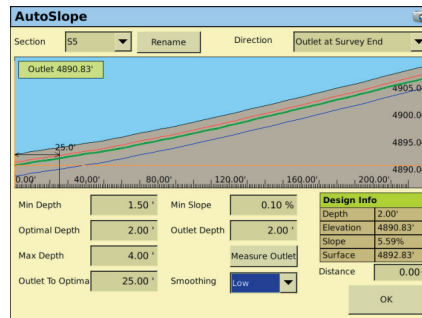 AutoSlope
Section S5 Rename Direction Outlet at Survey End
Outlet 4890.83'
4905.0
4900.0
25.0'
4895.0
4890.0
0.00' 40.00' 80.00' 120.00' 160.00' 200.00'
Min Depth 1.50 ' Min Slope 0.10 %
Optimal Depth 2.00 ' Outlet Depth 2.00 '
Max Depth 4.00 ' Measure Outlet
Outlet To Optima 25.00 ' Smoothing Low
Design Info
Depth 2.00'
Elevation 4890.83'
Slope 5.59%
Surface 4892.83'
Distance 0.00
OK